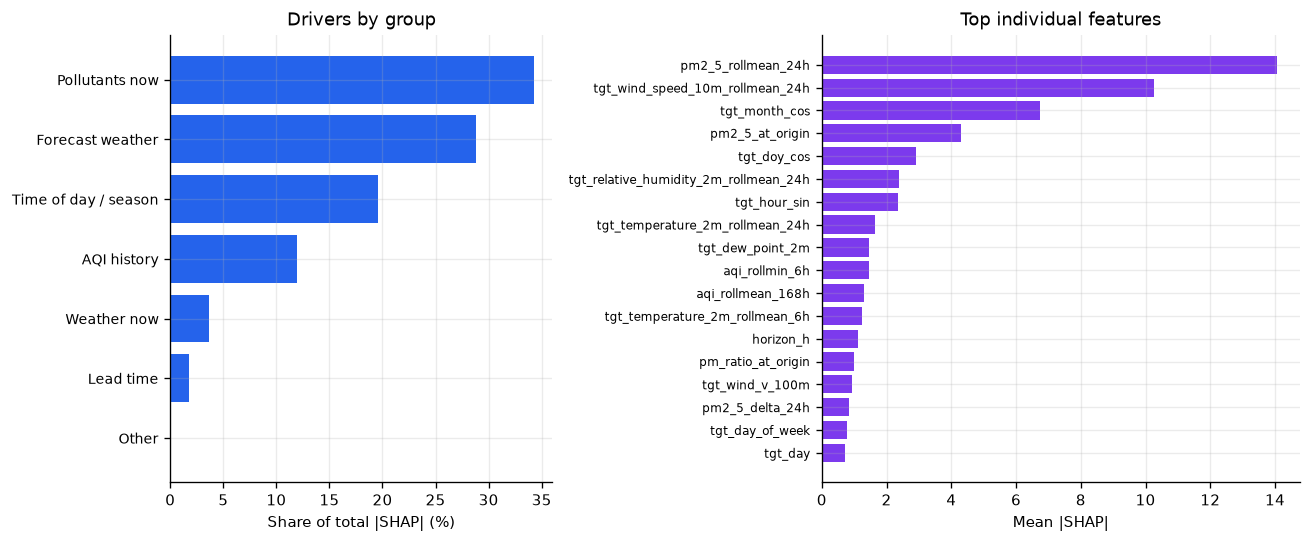 Drivers by group
Pollutants now
Forecast weather
Time of day / season
AQI history
Weather now
Lead time
Other
0 5 10 15 20 25 30 35
Share of total |SHAP| (%)
Top individual features
pm2_5_rollmean_24h
tgt_wind_speed_10m_rollmean_24h
tgt_month_cos
pm2_5_at_origin
tgt_doy_cos
tgt_relative_humidity_2m_rollmean_24h
tgt_hour_sin
tgt_temperature_2m_rollmean_24h
tgt_dew_point_2m
aqi_rollmin_6h
aqi_rollmean_168h
tgt_temperature_2m_rollmean_6h
horizon_h
pm_ratio_at_origin
tgt_wind_v_100m
pm2_5_delta_24h
tgt_day_of_week
tgt_day
0 2 4 6 8 10 12 14
Mean |SHAP|